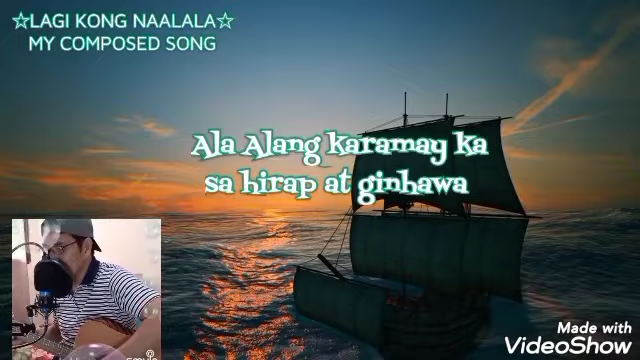 ☆LAGI KONG NAALALA☆
MY COMPOSED SONG
Ala Alang karamay ka
sa hirap at ginhawa
Made with
VideoShow